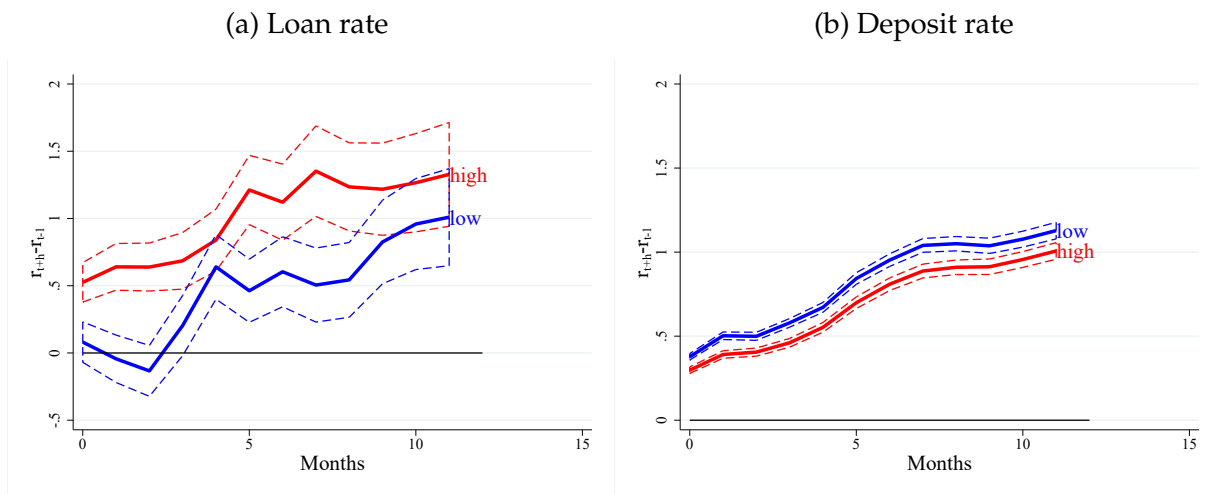 (a) Loan rate
2
1.5
1
.5
0
-.5
r_{t+h}-r_{t-1}
high
low
0
5
10
15
Months
(b) Deposit rate
2
1.5
1
.5
0
r_{t+h}-r_{t-1}
low
high
0
5
10
15
Months